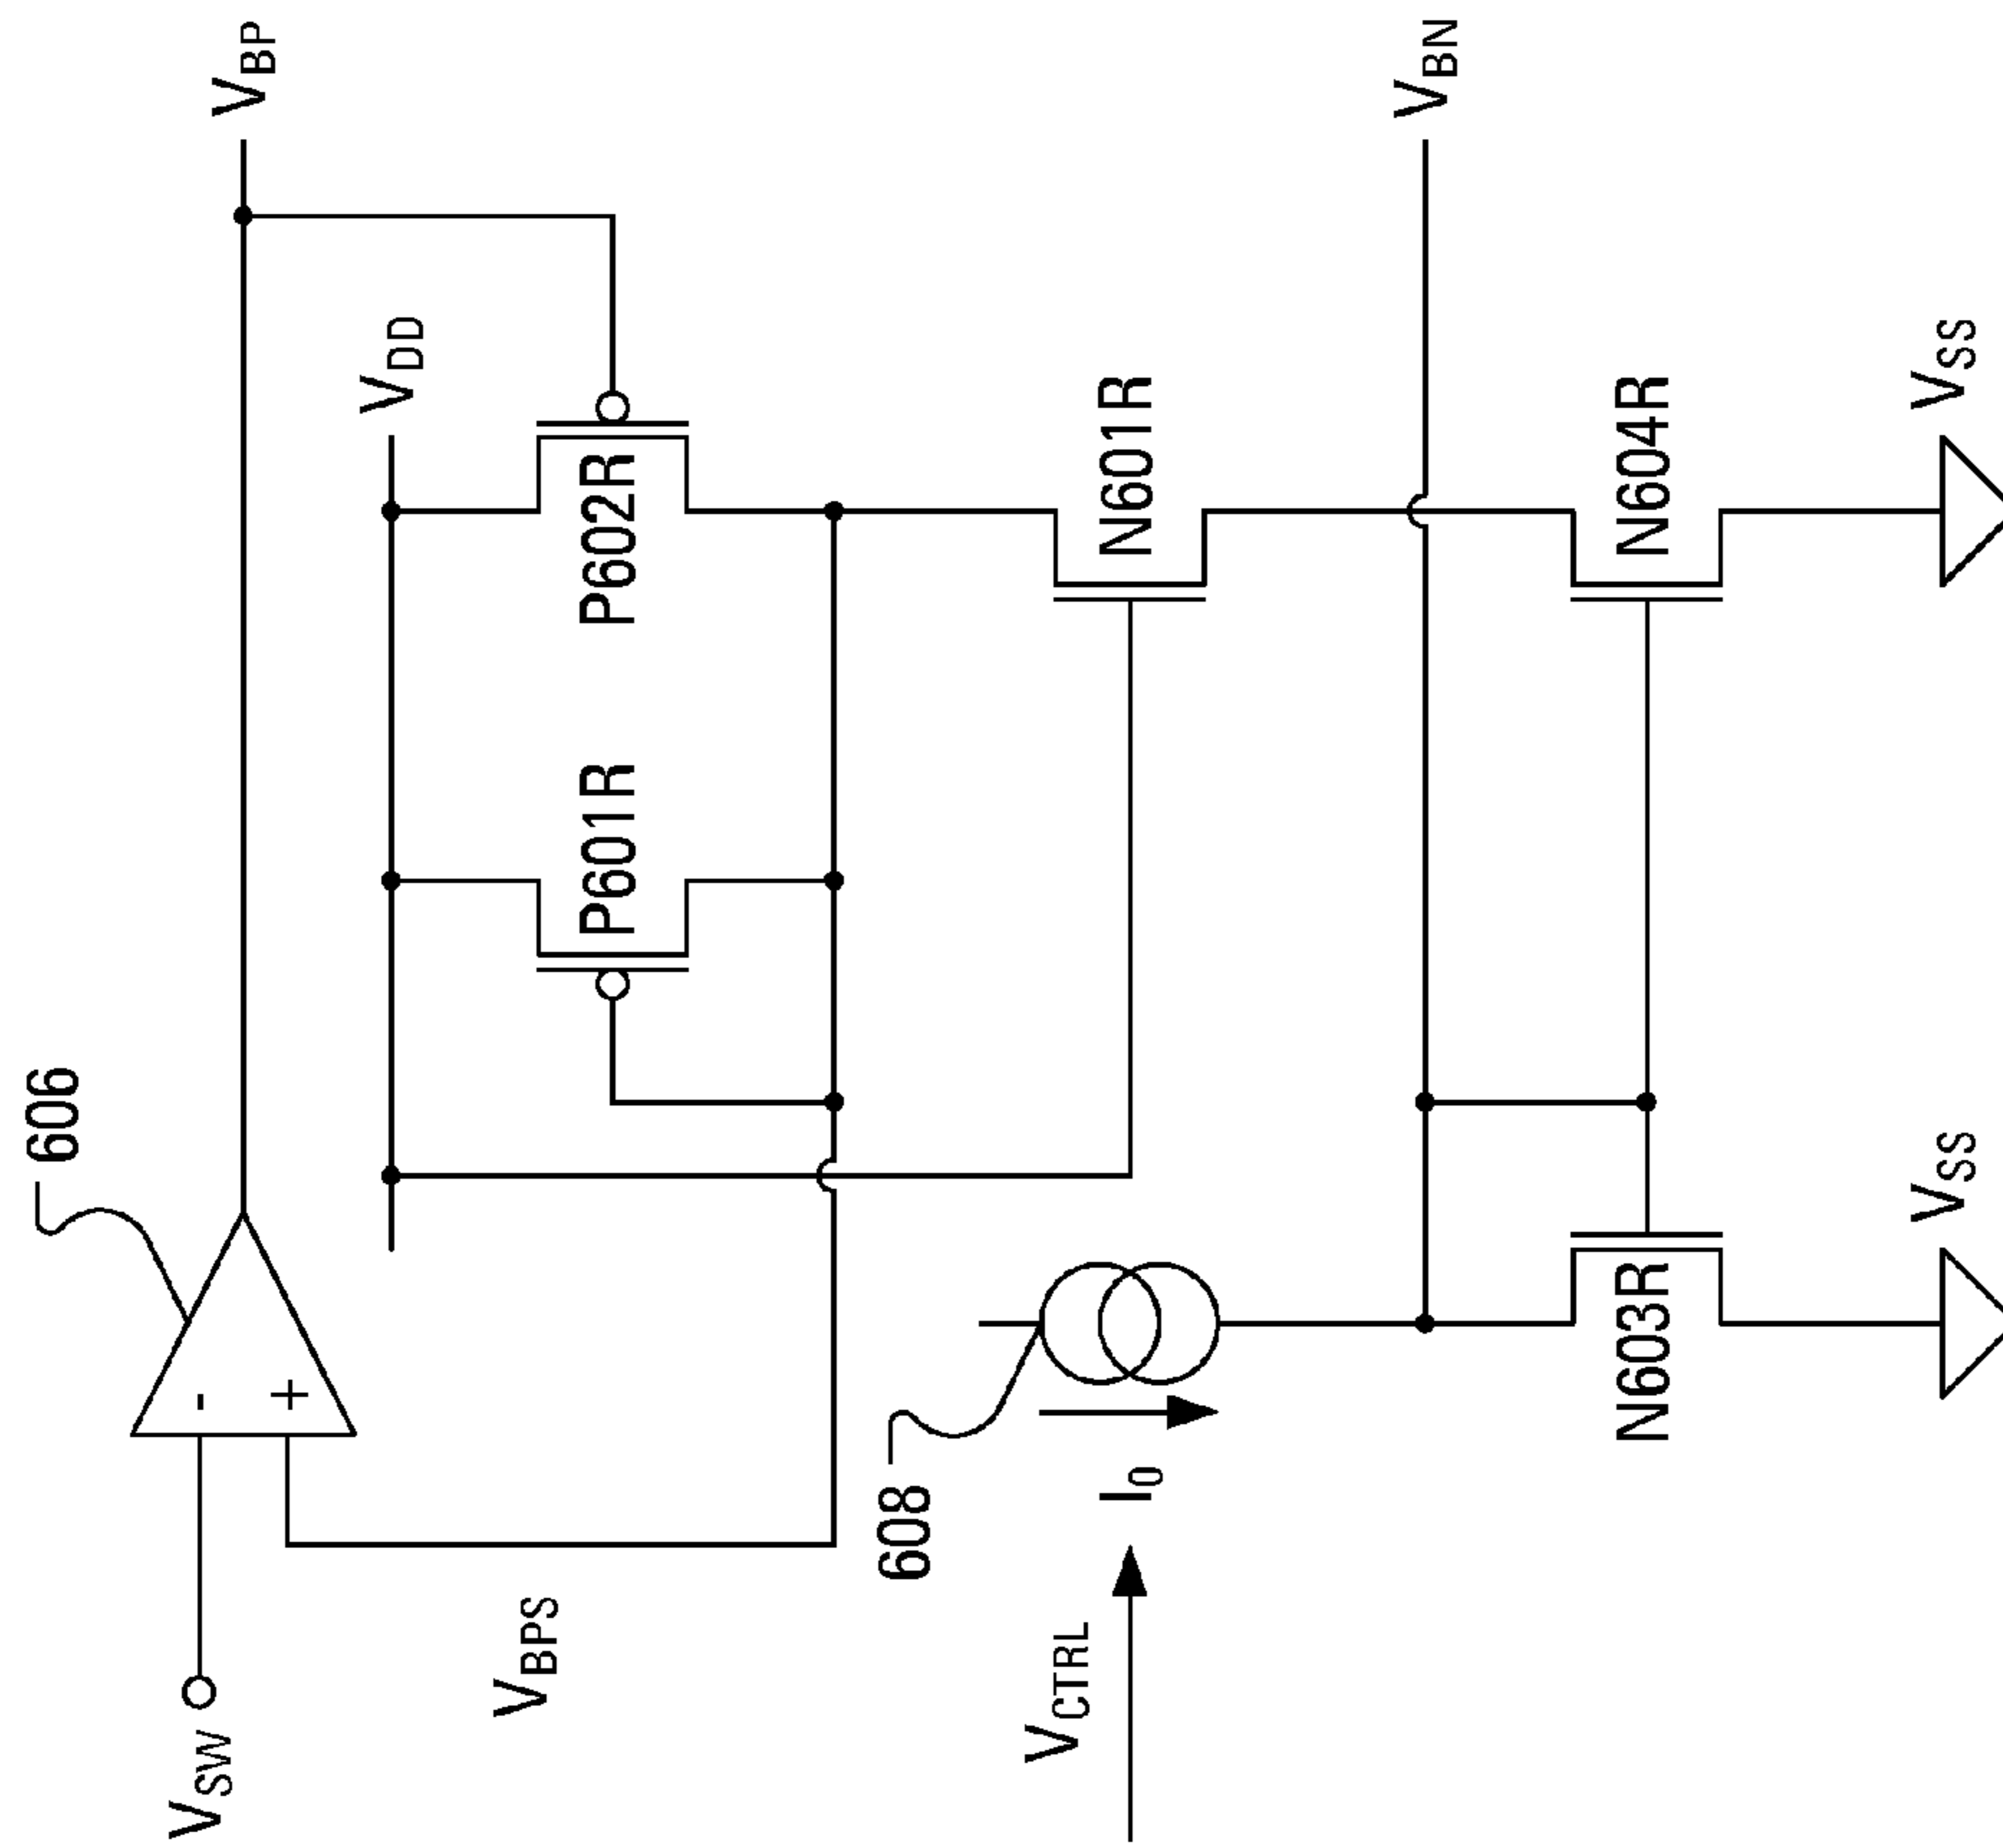 606
V_BP
V_SW
-
+
V_DD
V_BPS
P601R
P602R
608
V_CTRL
I_0
N601R
V_BN
N603R
N604R
V_SS
V_SS